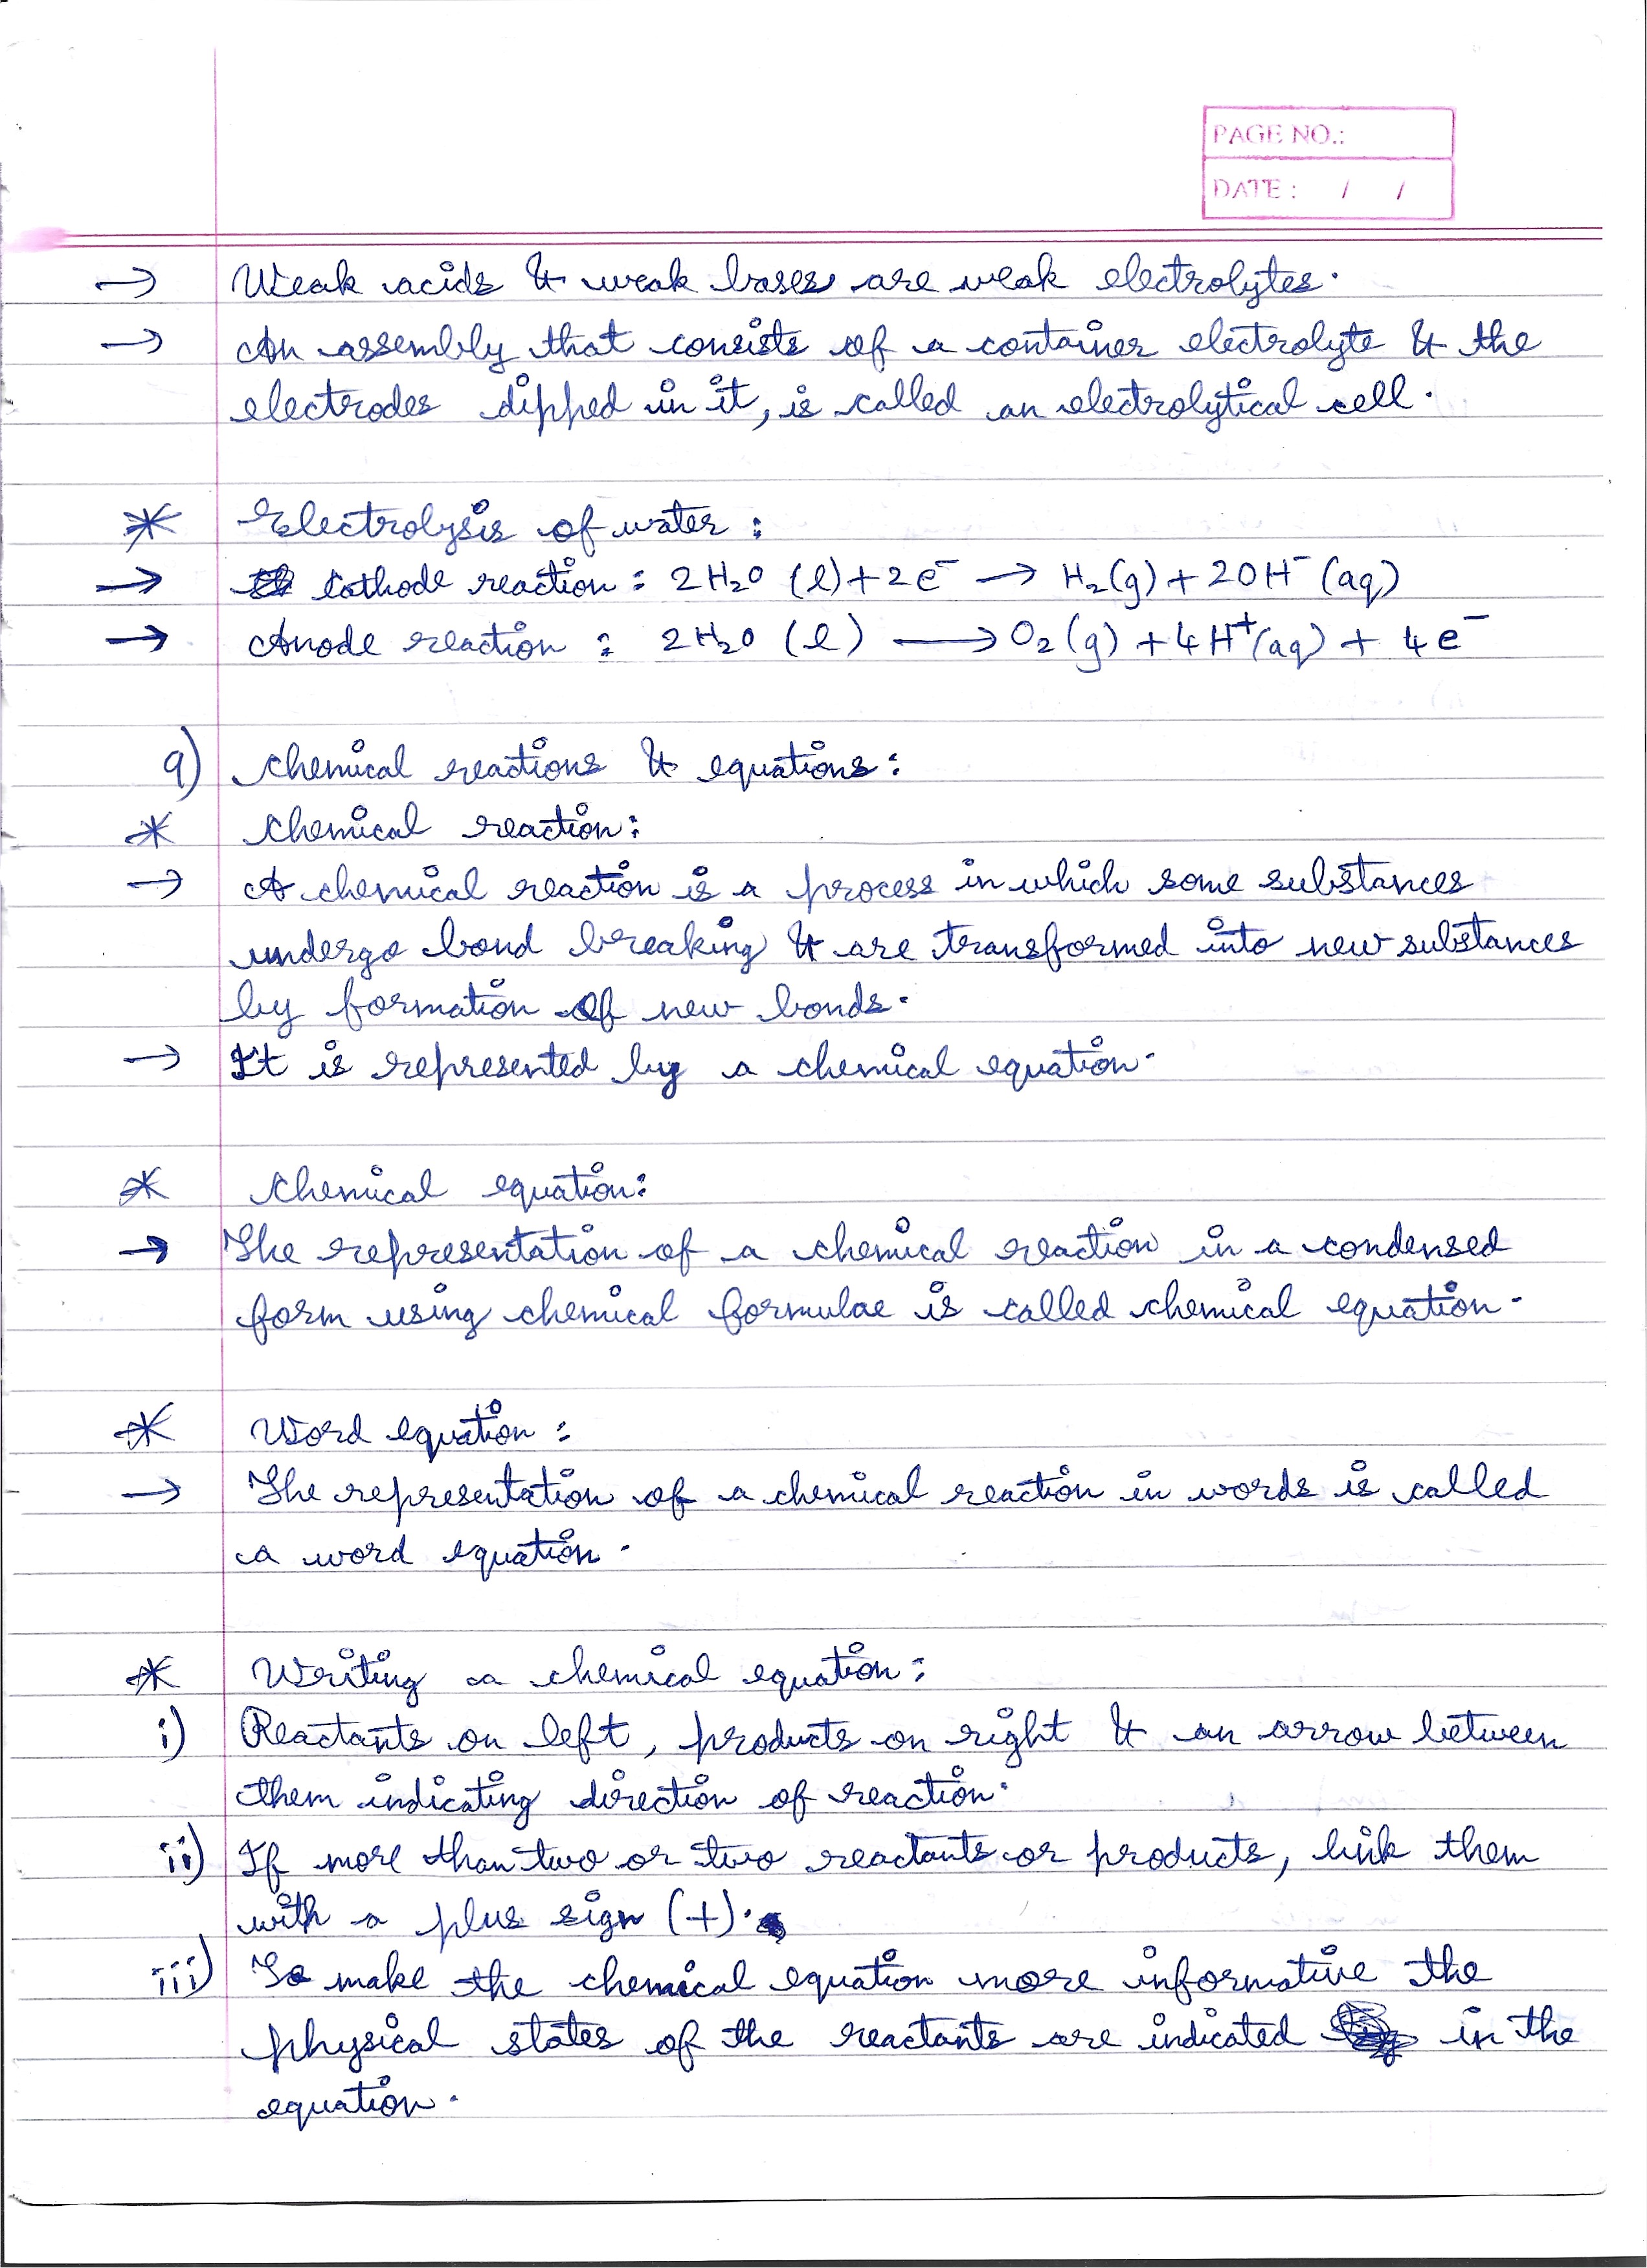 PAGE NO.:
DATE : / /
→ Weak acids & weak bases are weak electrolytes.
→ An assembly that consists of a container electrolyte & the
electrodes dipped in it, is called an electrolytical cell.
* Electrolysis of water :
→ Cathode reaction : 2H₂O (l) + 2e⁻ → H₂(g) + 2OH⁻ (aq)
→ Anode reaction : 2H₂O (l) → O₂(g) + 4H⁺(aq) + 4e⁻
9) Chemical reactions & equations:
* Chemical reaction:
→ A chemical reaction is a process in which some substances
undergo bond breaking & are transformed into new substances
by formation of new bonds.
→ It is represented by a chemical equation.
* Chemical equation:
→ The representation of a chemical reaction in a condensed
form using chemical formulae is called chemical equation.
* Word equation :
→ The representation of a chemical reaction in words is called
a word equation.
* Writing a chemical equation :
i) Reactants on left, products on right & an arrow between
them indicating direction of reaction.
ii) If more than two or two reactants or products, link them
with a plus sign (+).
iii) To make the chemical equation more informative the
physical states of the reactants are indicated in the
equation.